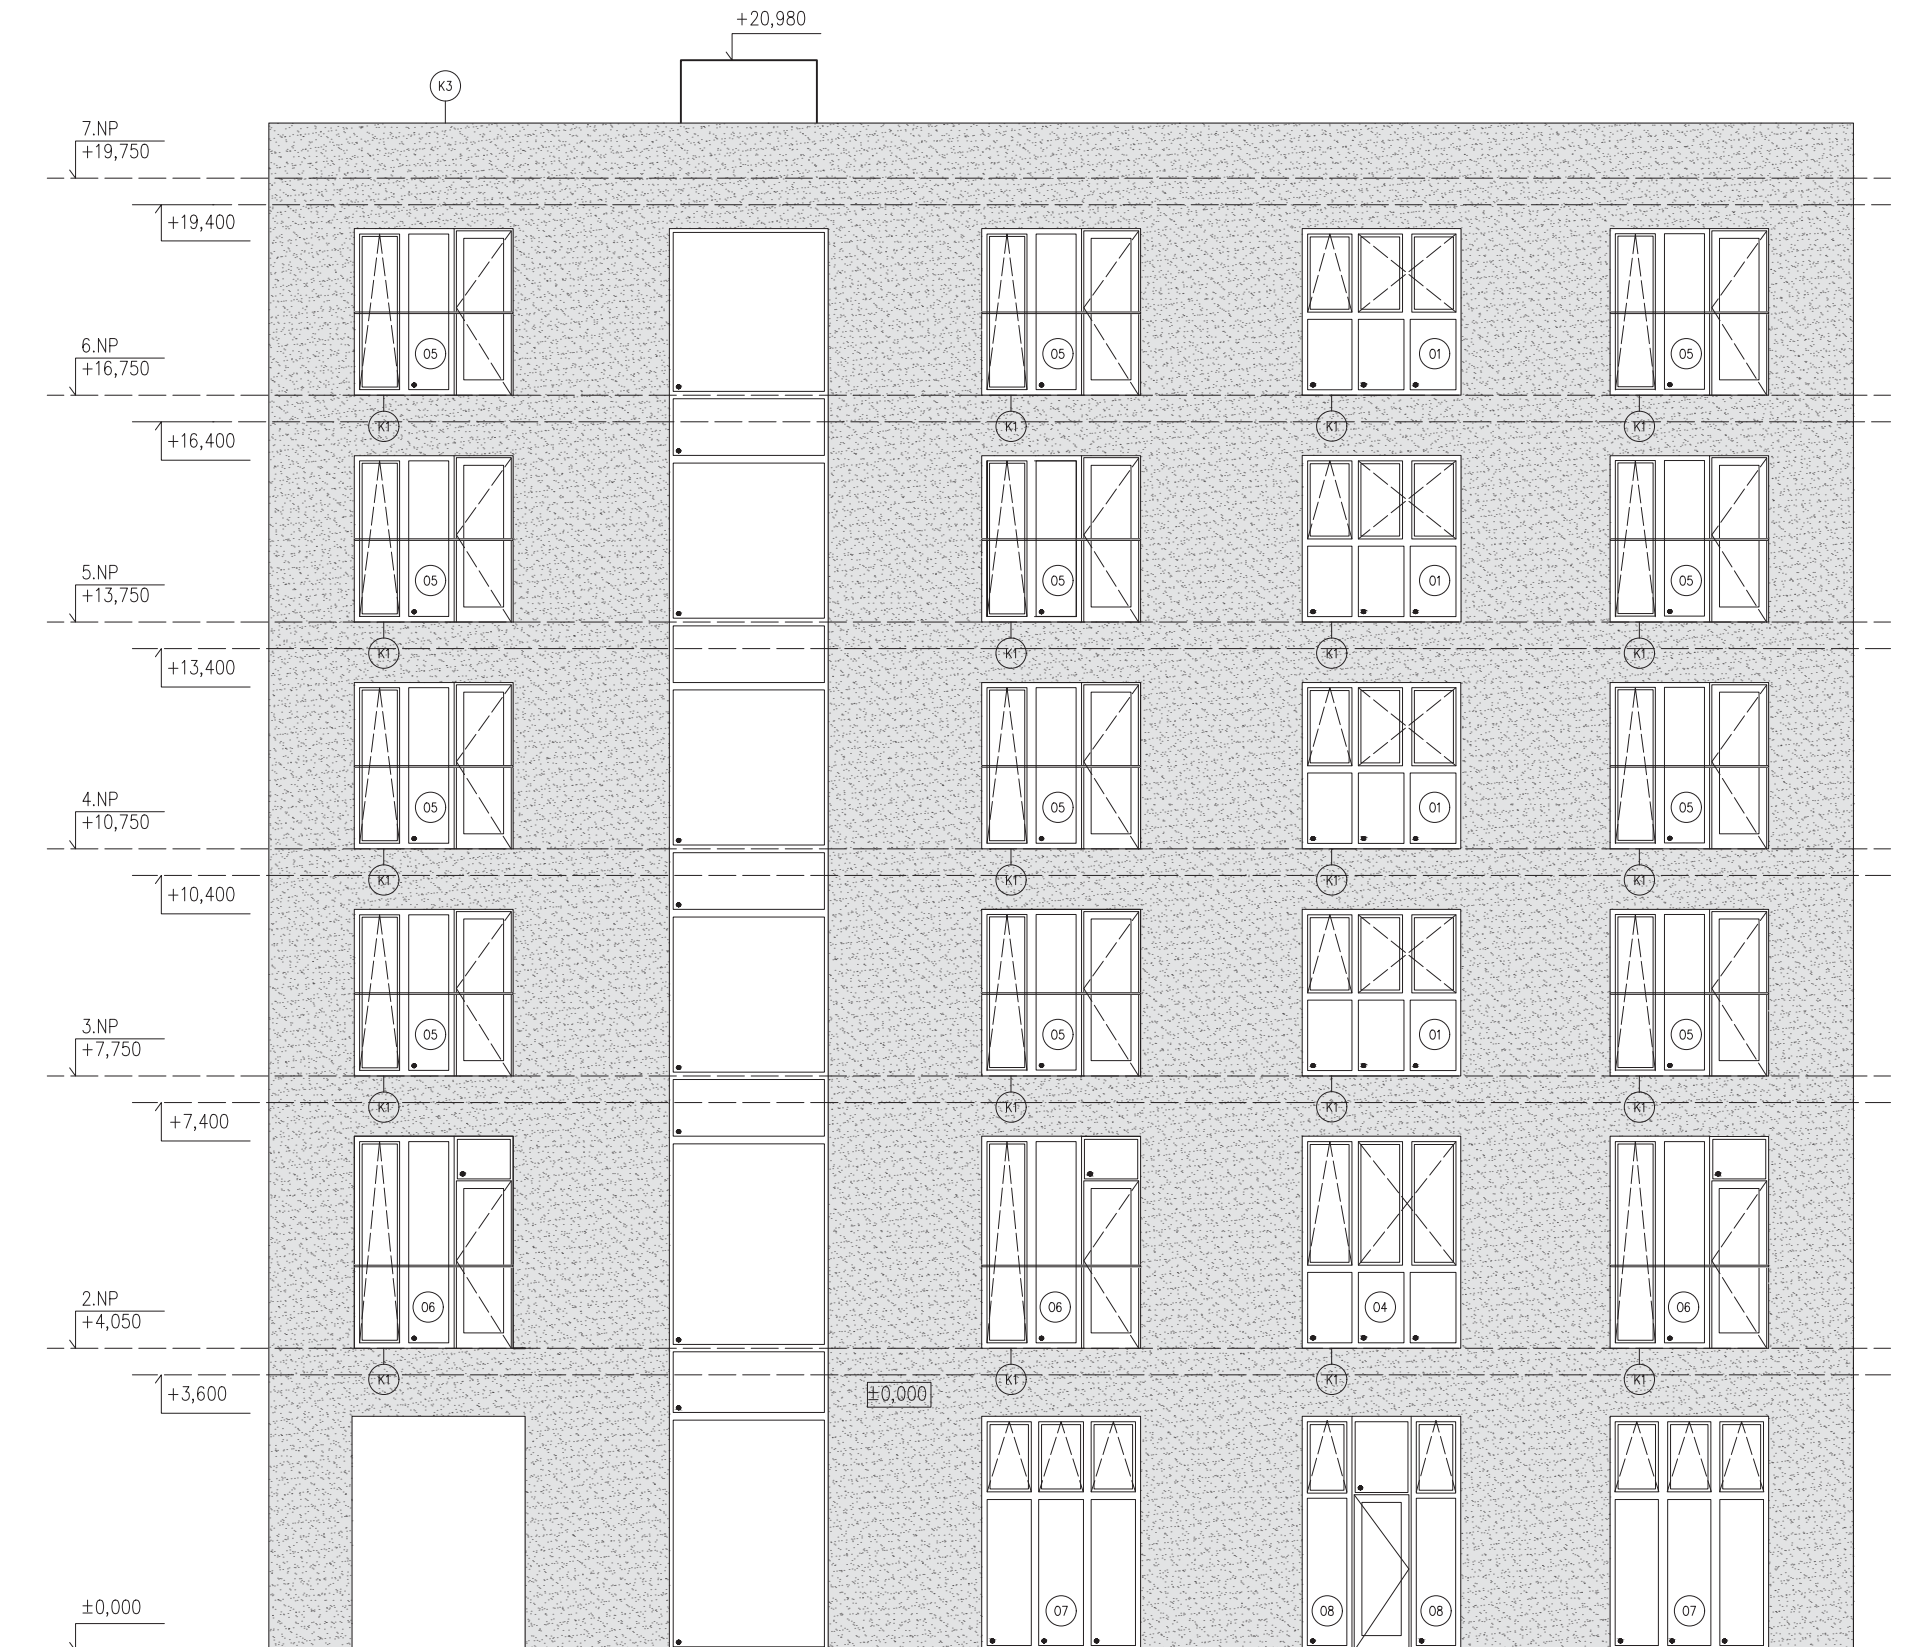 +20,980
K3
7.NP
+19,750
+19,400
6.NP
+16,750
05 05 01 05
K1 K1 K1 K1
+16,400
5.NP
+13,750
05 05 01 05
K1 K1 K1 K1
+13,400
4.NP
+10,750
05 05 01 05
K1 K1 K1 K1
+10,400
3.NP
+7,750
05 05 01 05
K1 K1 K1 K1
+7,400
2.NP
+4,050
06 06 04 06
K1 K1 K1 K1
+3,600
±0,000
±0,000
07 08 08 07